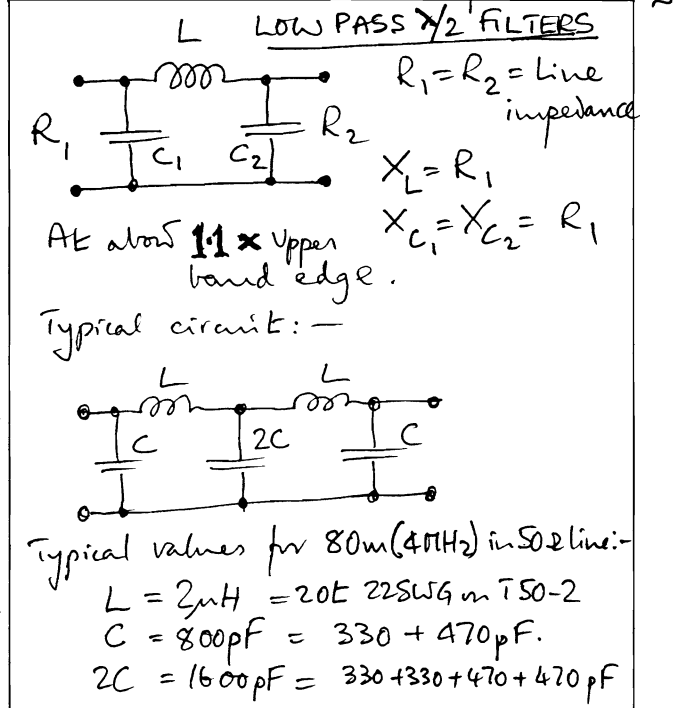 LOW PASS λ/2 FILTERS
L
R₁ = R₂ = Line
impedance
R₁ C₁ C₂ R₂
X_L = R₁
X_C₁ = X_C₂ = R₁
At about 1.1 x Upper
band edge.
Typical circuit:—
L L
C 2C C
Typical values for 80m (4MHz) in 50Ω line:-
L = 2μH = 20t 22SWG on T50-2
C = 800pF = 330 + 470pF.
2C = 1600pF = 330+330+470+470pF